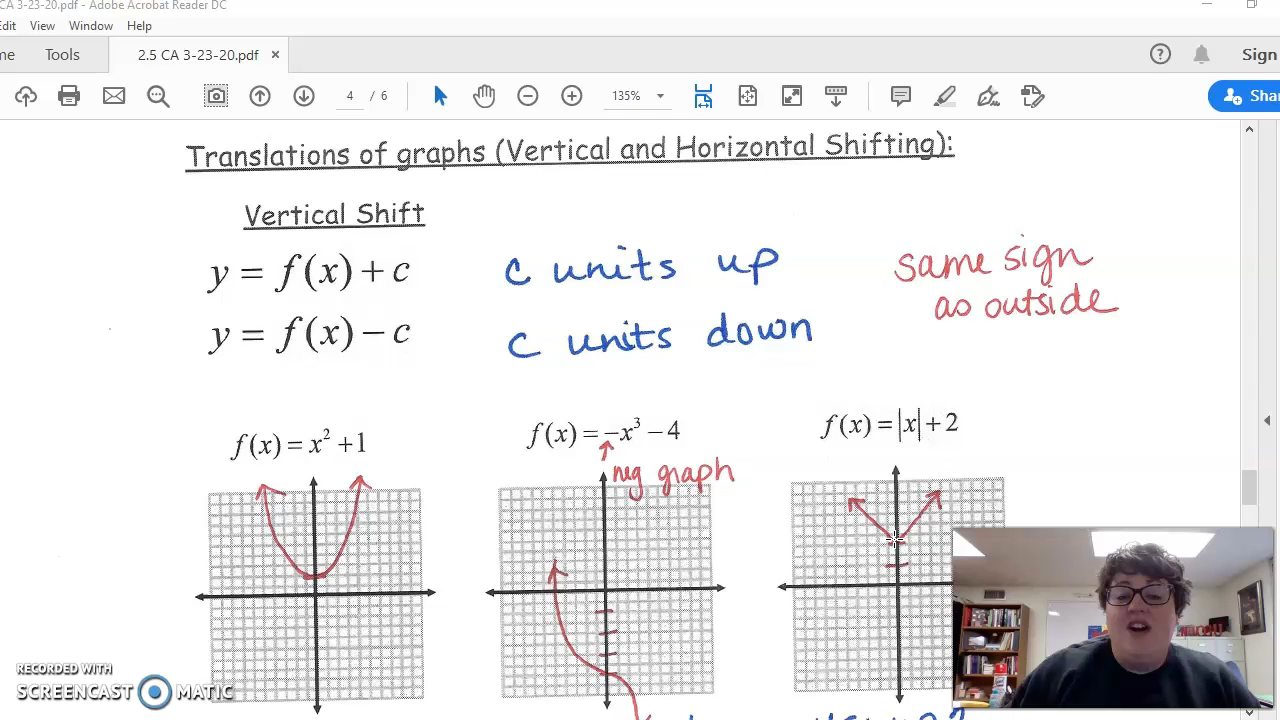 CA 3-23-20.pdf - Adobe Acrobat Reader DC
Edit View Window Help
me Tools 2.5 CA 3-23-20.pdf × ? Sign
4 / 6 135% Shar
Translations of graphs (Vertical and Horizontal Shifting):
Vertical Shift
y = f(x) + c c units up same sign
as outside
y = f(x) − c c units down
f(x) = x² + 1 f(x) = −x³ − 4 f(x) = |x| + 2
neg graph
RECORDED WITH
SCREENCAST MATIC